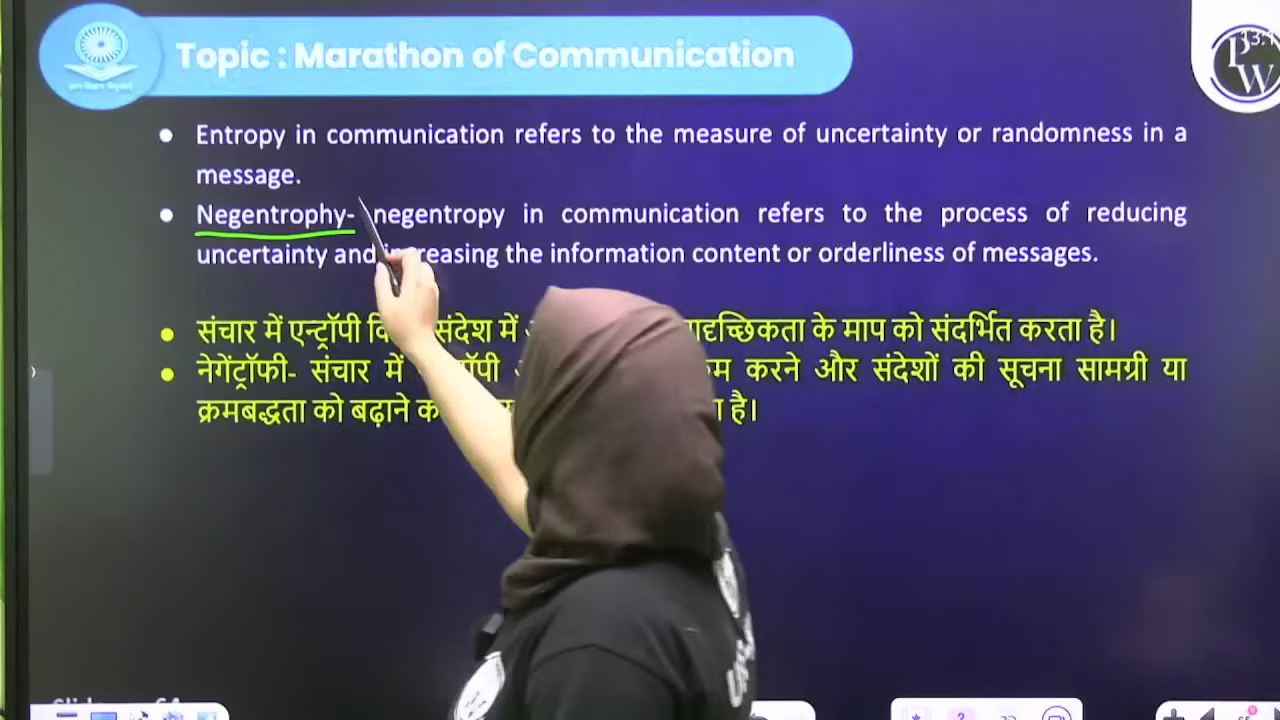 Topic : Marathon of Communication
PW
Entropy in communication refers to the measure of uncertainty or randomness in a
message.
Negentrophy- negentropy in communication refers to the process of reducing
uncertainty and increasing the information content or orderliness of messages.
संचार में एन्ट्रॉपी संदेश में के माप को संदर्भित करता है।
नेगेंट्रॉफी- संचार में करने और संदेशों की सूचना सामग्री या
क्रमबद्धता को बढ़ाने है।